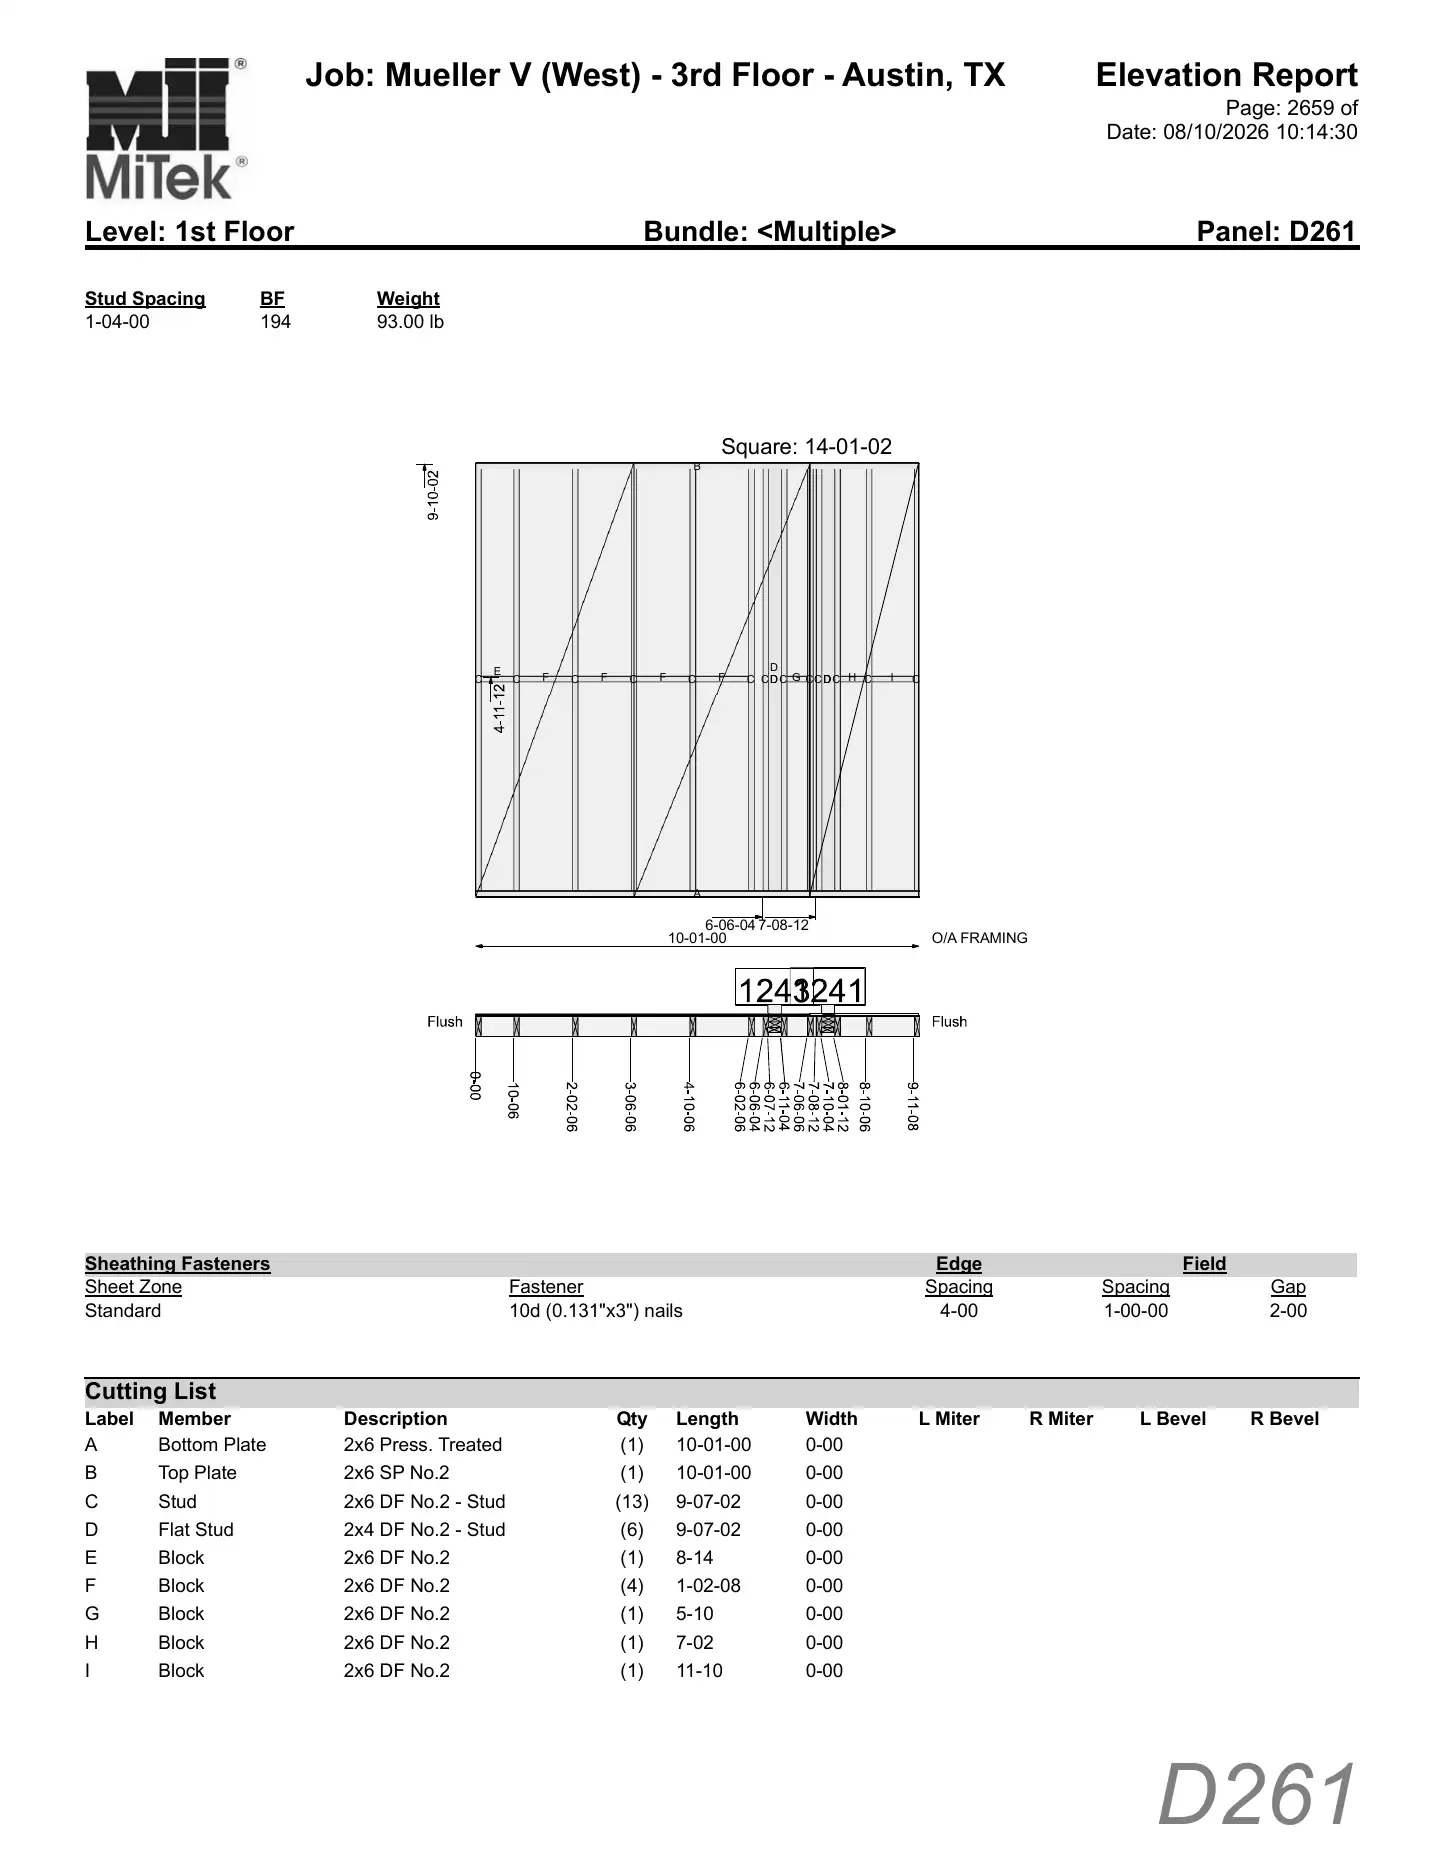 Job: Mueller V (West) - 3rd Floor - Austin, TX
Elevation Report
Page: 2659 of
Date: 08/10/2026 10:14:30
MiTek®
Level: 1st Floor Bundle: <Multiple> Panel: D261
Stud Spacing BF Weight
1-04-00 194 93.00 lb
Square: 14-01-02
B
9-10-02
E D
C C F C F C F C F C C D C G C C D C H C I C
4-11-12
A
6-06-04 7-08-12
10-01-00 O/A FRAMING
1243 1241
Flush Flush
0-00 10-06 2-02-06 3-06-06 4-10-06 6-02-06 6-06-04 6-07-12 6-11-04 7-06-06 7-08-12 7-10-04 8-01-12 8-10-06 9-11-08
Sheathing Fasteners Edge Field
Sheet Zone Fastener Spacing Spacing Gap
Standard 10d (0.131"x3") nails 4-00 1-00-00 2-00
Cutting List
Label Member Description Qty Length Width L Miter R Miter L Bevel R Bevel
A Bottom Plate 2x6 Press. Treated (1) 10-01-00 0-00
B Top Plate 2x6 SP No.2 (1) 10-01-00 0-00
C Stud 2x6 DF No.2 - Stud (13) 9-07-02 0-00
D Flat Stud 2x4 DF No.2 - Stud (6) 9-07-02 0-00
E Block 2x6 DF No.2 (1) 8-14 0-00
F Block 2x6 DF No.2 (4) 1-02-08 0-00
G Block 2x6 DF No.2 (1) 5-10 0-00
H Block 2x6 DF No.2 (1) 7-02 0-00
I Block 2x6 DF No.2 (1) 11-10 0-00
D261